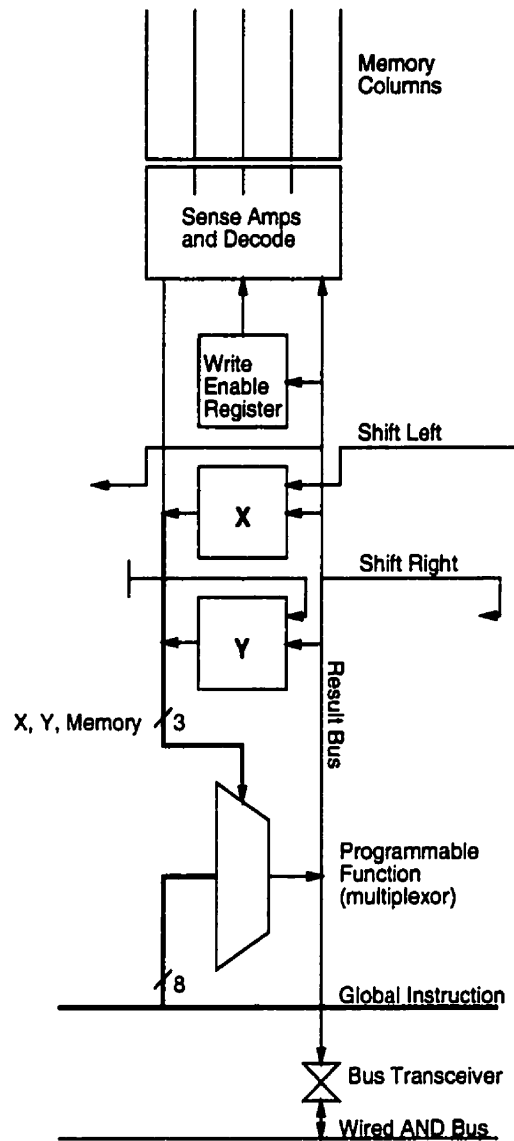 Memory
Columns
Sense Amps
and Decode
Write
Enable
Register
Shift Left
X
Shift Right
Y
Result Bus
X, Y, Memory
3
Programmable
Function
(multiplexor)
8
Global Instruction
Bus Transceiver
Wired AND Bus